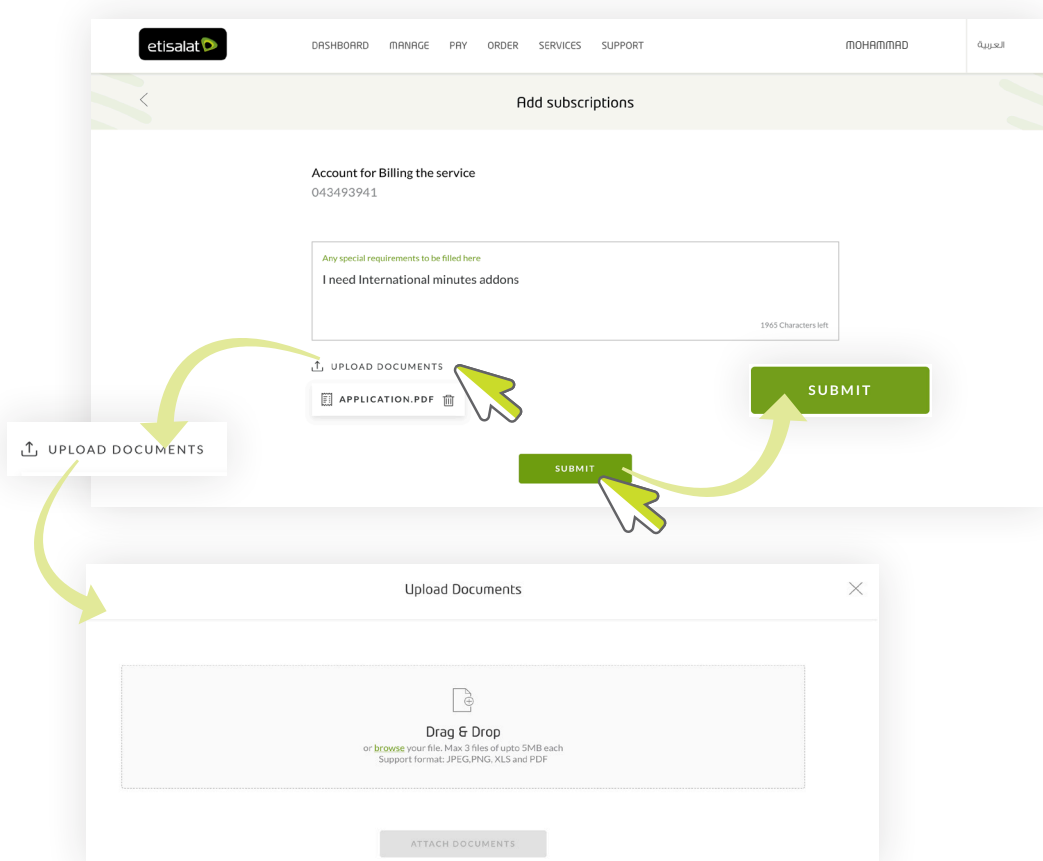 etisalat
DASHBOARD MANAGE PAY ORDER SERVICES SUPPORT MOHAMMAD العربية
Add subscriptions
Account for Billing the service
043493941
Any special requirements to be filled here
I need International minutes addons
1965 Characters left
UPLOAD DOCUMENTS
APPLICATION.PDF
SUBMIT
UPLOAD DOCUMENTS
SUBMIT
Upload Documents
Drag & Drop
or browse your file. Max 3 files of upto 5MB each
Support format: JPEG,PNG. XLS and PDF
ATTACH DOCUMENTS